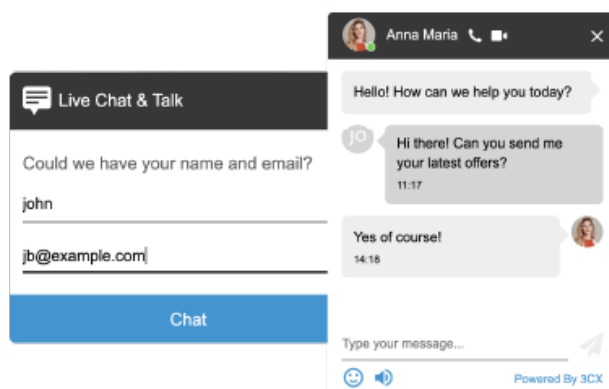 Live Chat & Talk
Could we have your name and email?
john
jb@example.com
Chat
Anna Maria
Hello! How can we help you today?
JO
Hi there! Can you send me
your latest offers?
11:17
Yes of course!
14:18
Type your message...
Powered By 3CX